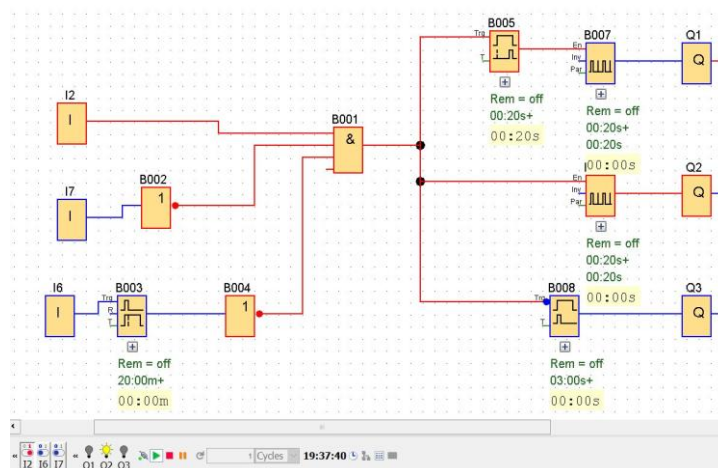 B005
Trg
T
Rem = off
00:20s+
00:20s
B007
En
Inv
Par
Rem = off
00:20s+
00:20s
00:00s
Q1
Q
I2
I
B001
&
I7
I
B002
1
En
Inv
Par
Rem = off
00:20s+
00:20s
00:00s
Q2
Q
I6
I
B003
Trg
R
T
Rem = off
20:00m+
00:00m
B004
1
B008
Trg
T
Rem = off
03:00s+
00:00s
Q3
Q
I2 I6 I7
Q1 Q2 Q3
1 Cycles
19:37:40